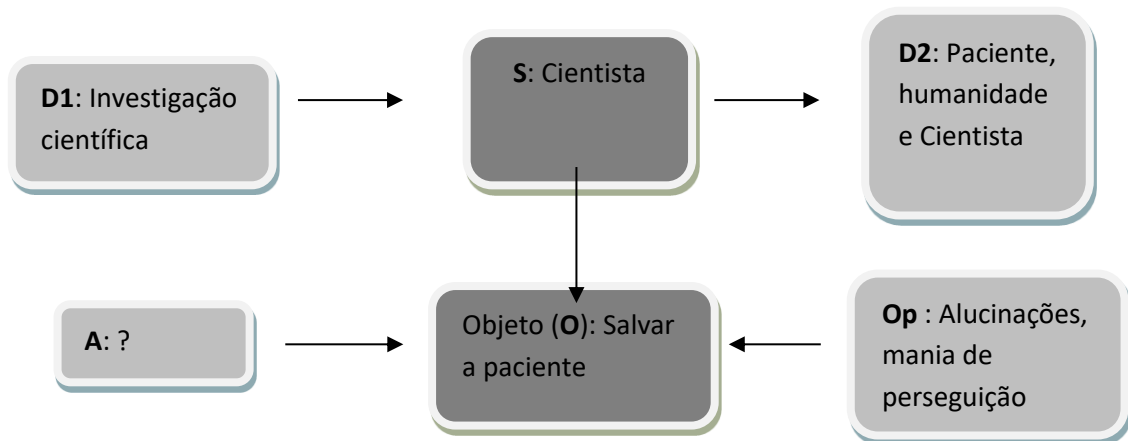 D1: Investigação
científica
S: Cientista
D2: Paciente,
humanidade
e Cientista
A: ?
Objeto (O): Salvar
a paciente
Op : Alucinações,
mania de
perseguição